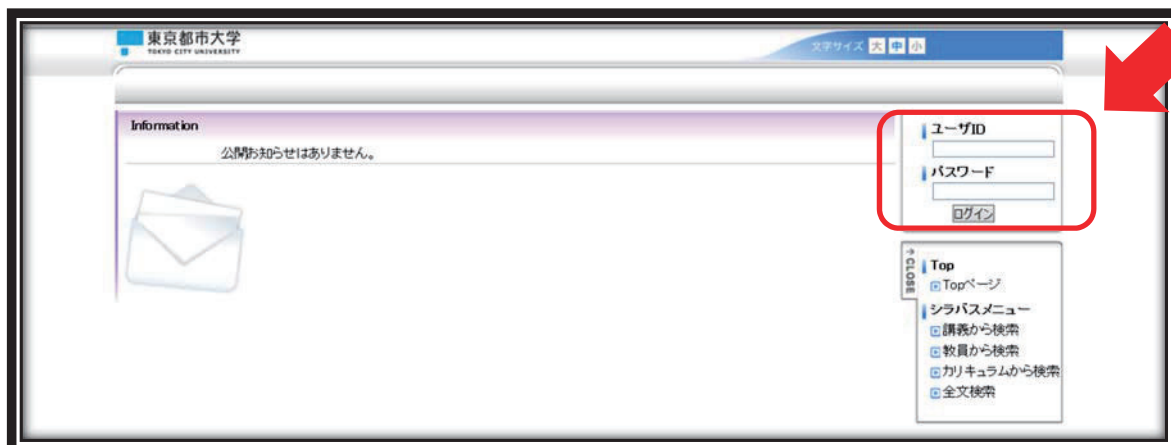 東京都市大学
TOKYO CITY UNIVERSITY
文字サイズ 大 中 小
Information
公開お知らせはありません。
ユーザID
パスワード
ログイン
↑CLOSE
Top
Topページ
シラバスメニュー
講義から検索
教員から検索
カリキュラムから検索
全文検索